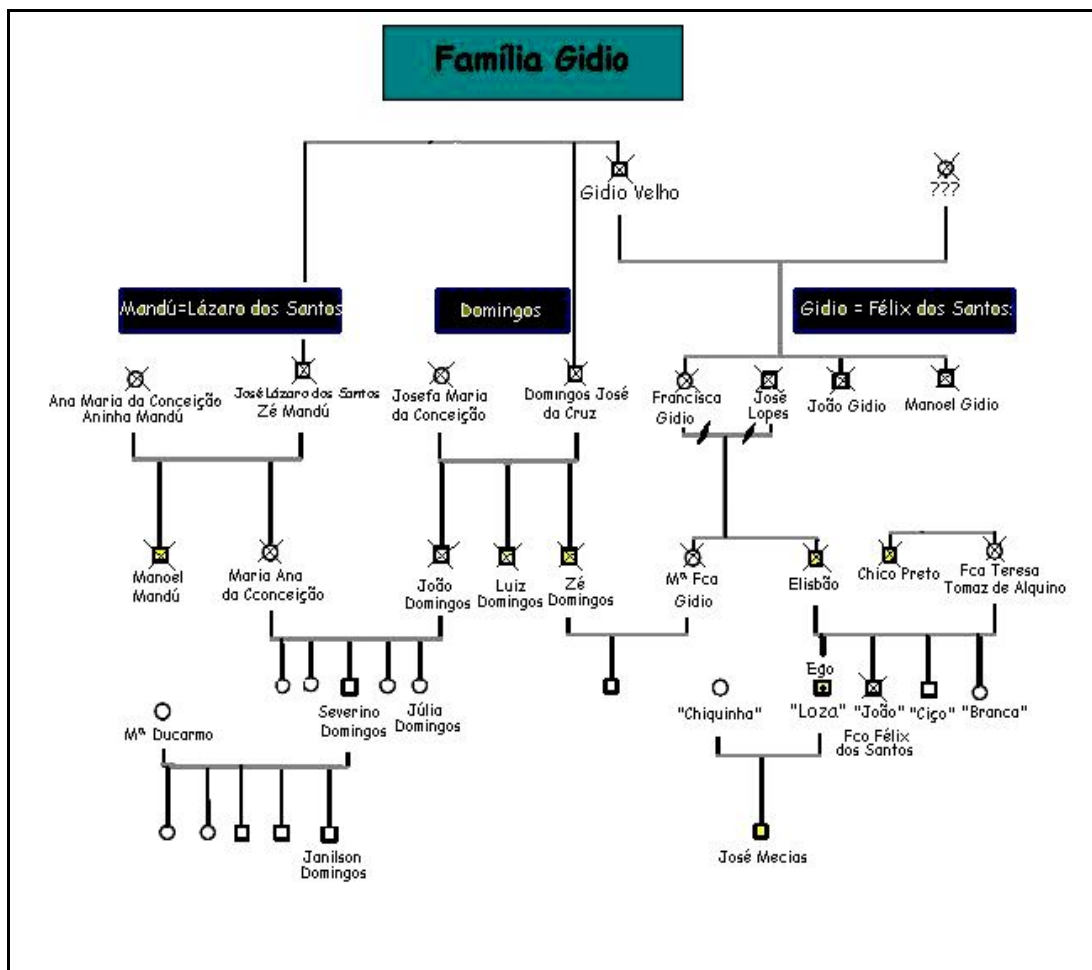 Família Gidio
Gidio Velho
???
Mandú=Lázaro dos Santos
Domingos
Gidio = Félix dos Santos:
Ana Maria da Conceição
Aninha Mandú
José Lázaro dos Santos
Zé Mandú
Josefa Maria
da Conceição
Domingos José
da Cruz
Francisca
Gidio
José
Lopes
João Gidio
Manoel Gidio
Manoel
Mandú
Maria Ana
da Cconceição
João
Domingos
Luiz
Domingos
Zé
Domingos
Mª Fca
Gidio
Elisbão
Chico Preto
Fca Teresa
Tomaz de Alquino
Ego
Mª Ducarmo
Severino
Domingos
Júlia
Domingos
"Chiquinha"
"Loza"
"João"
Fco Félix
dos Santos
"Ciço"
"Branca"
Janilson
Domingos
José Mecias